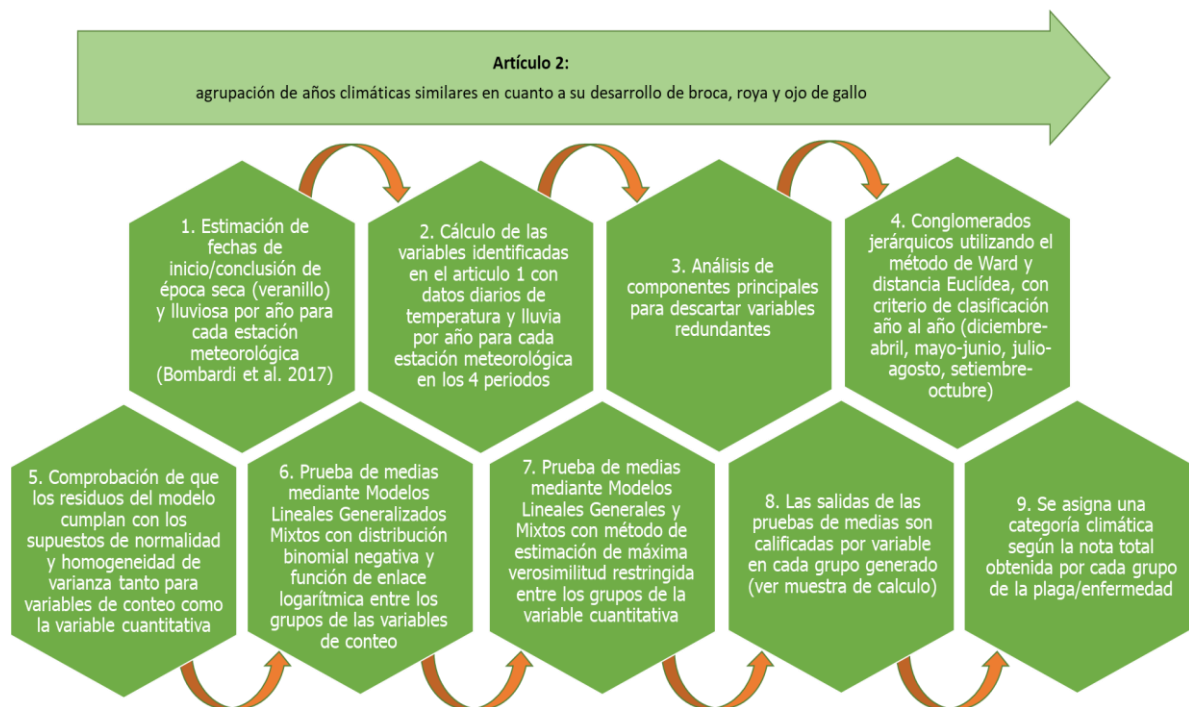 Artículo 2:
agrupación de años climáticas similares en cuanto a su desarrollo de broca, roya y ojo de gallo
1. Estimación de
fechas de
inicio/conclusión de
época seca (veranillo)
y lluviosa por año para
cada estación
meteorológica
(Bombardi et al. 2017)
2. Cálculo de las
variables identificadas
en el articulo 1 con
datos diarios de
temperatura y lluvia
por año para cada
estación meteorológica
en los 4 periodos
3. Análisis de
componentes principales
para descartar variables
redundantes
4. Conglomerados
jerárquicos utilizando el
método de Ward y
distancia Euclídea, con
criterio de clasificación
año al año (diciembre-
abril, mayo-junio, julio-
agosto, setiembre-
octubre)
5. Comprobación de que
los residuos del modelo
cumplan con los
supuestos de normalidad
y homogeneidad de
varianza tanto para
variables de conteo como
la variable cuantitativa
6. Prueba de medias
mediante Modelos
Lineales Generalizados
Mixtos con distribución
binomial negativa y
función de enlace
logarítmica entre los
grupos de las variables
de conteo
7. Prueba de medias
mediante Modelos
Lineales Generales y
Mixtos con método de
estimación de máxima
verosimilitud restringida
entre los grupos de la
variable cuantitativa
8. Las salidas de las
pruebas de medias son
calificadas por variable
en cada grupo generado
(ver muestra de calculo)
9. Se asigna una
categoría climática
según la nota total
obtenida por cada grupo
de la plaga/enfermedad